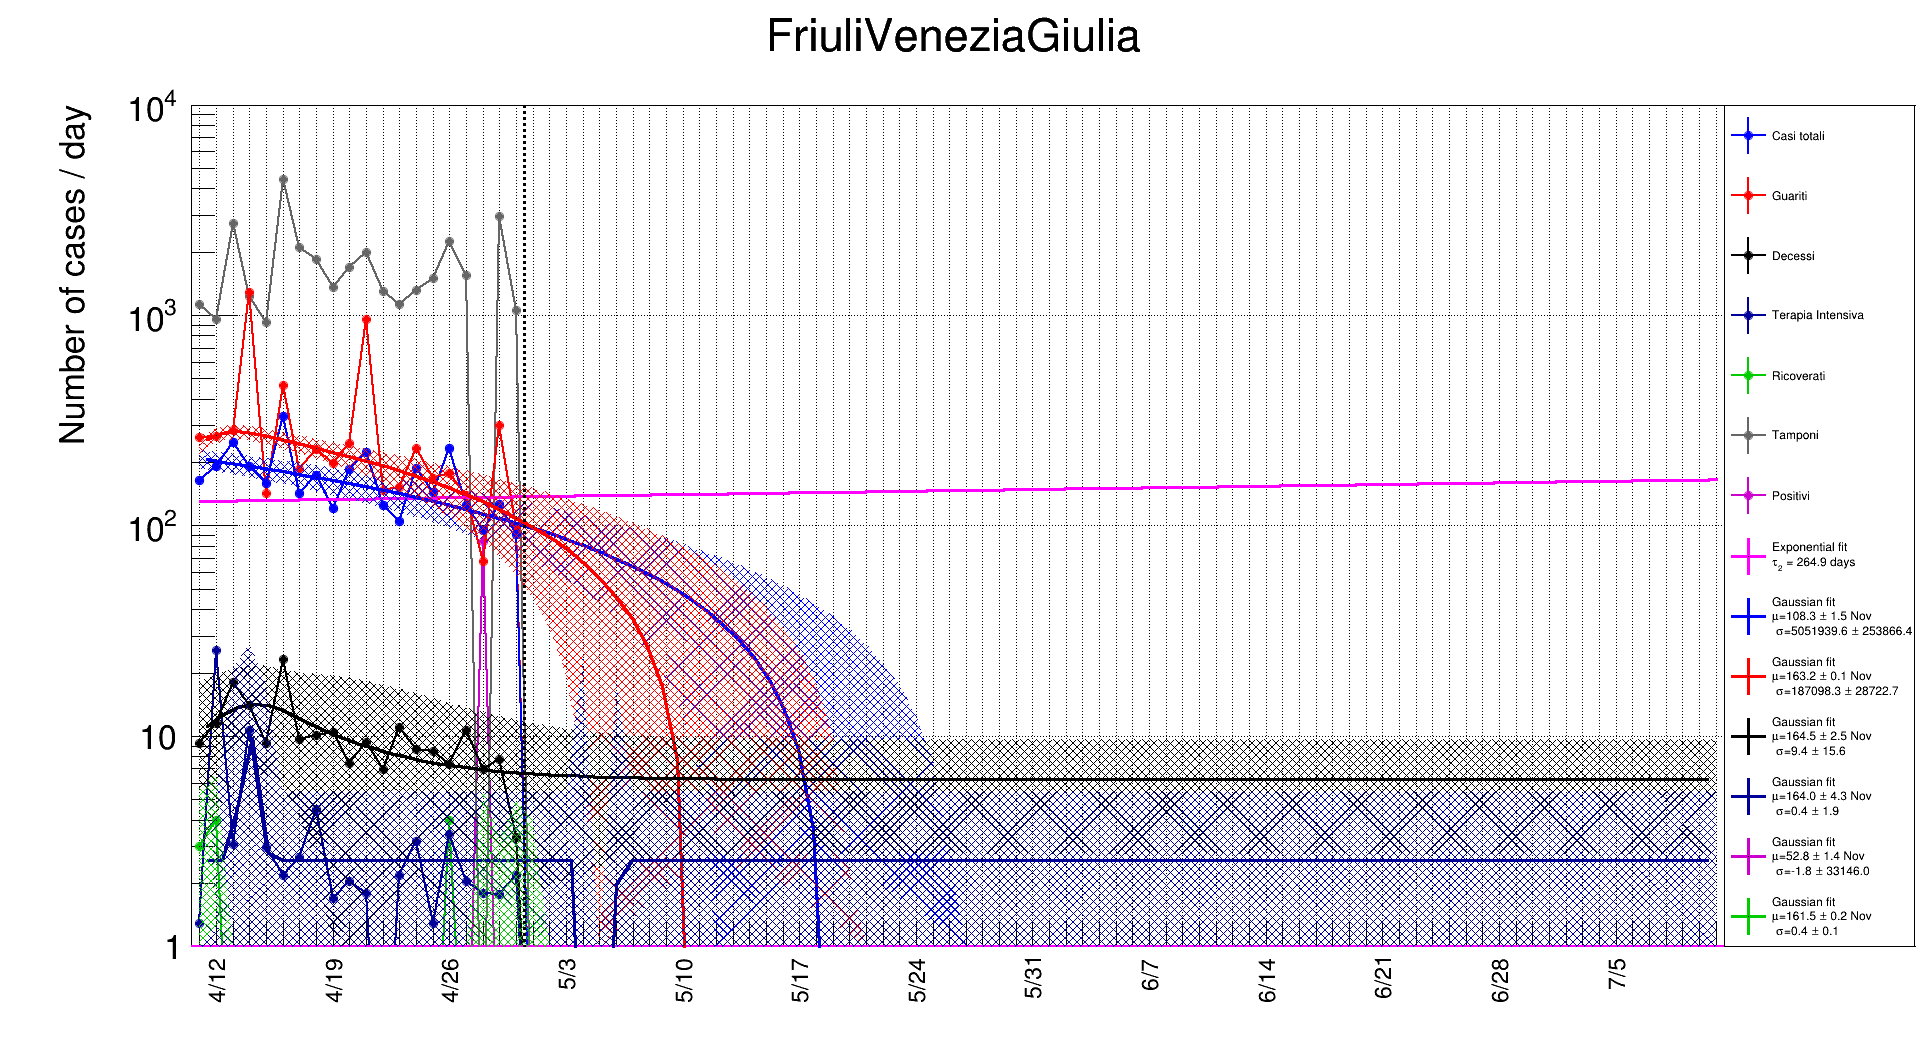 FriuliVeneziaGiulia
Number of cases / day
10⁴
10³
10²
10
1
4/12
4/19
4/26
5/3
5/10
5/17
5/24
5/31
6/7
6/14
6/21
6/28
7/5
Casi totali
Guariti
Decessi
Terapia Intensiva
Ricoverati
Tamponi
Positivi
Exponential fit
τ₂ = 264.9 days
Gaussian fit
μ=108.3 ± 1.5 Nov
σ=5051939.6 ± 253866.4
Gaussian fit
μ=163.2 ± 0.1 Nov
σ=187098.3 ± 28722.7
Gaussian fit
μ=164.5 ± 2.5 Nov
σ=9.4 ± 15.6
Gaussian fit
μ=164.0 ± 4.3 Nov
σ=0.4 ± 1.9
Gaussian fit
μ=52.8 ± 1.4 Nov
σ=-1.8 ± 33146.0
Gaussian fit
μ=161.5 ± 0.2 Nov
σ=0.4 ± 0.1